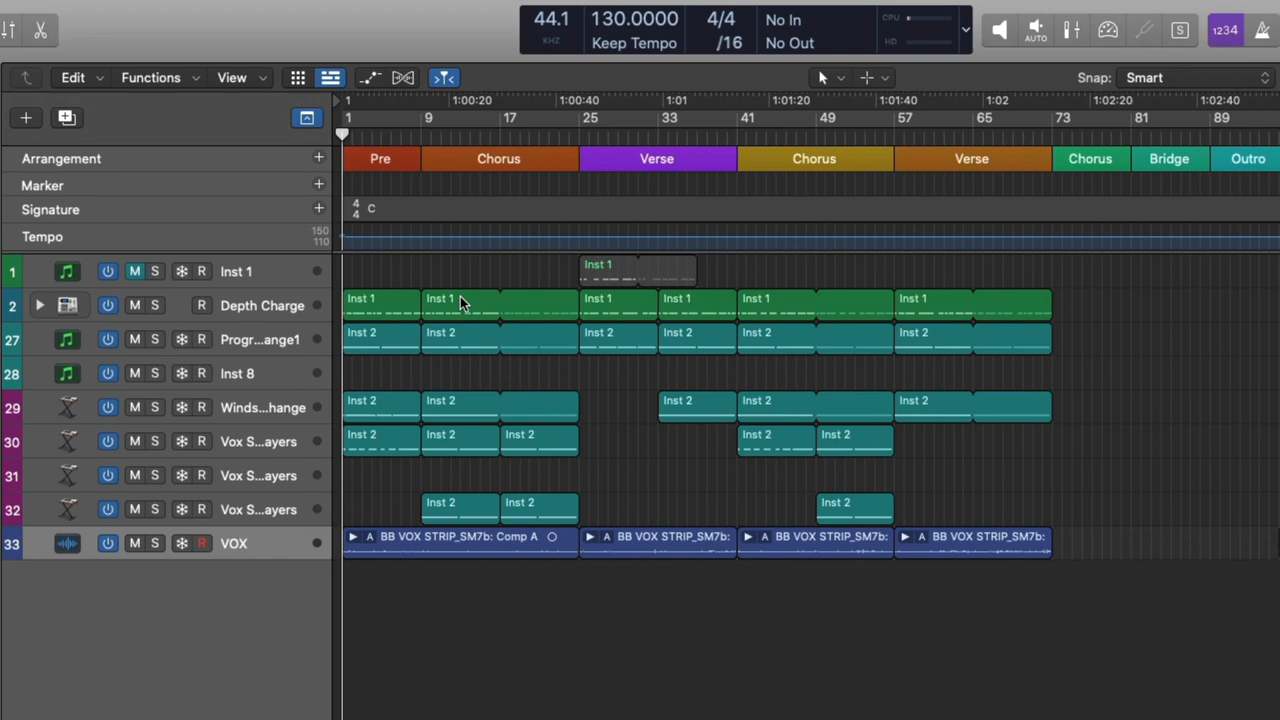 44.1 130.0000 4/4 No In CPU
KHZ Keep Tempo /16 No Out HD
AUTO S 1234
Edit Functions View Snap: Smart
1 1:00:20 1:00:40 1:01 1:01:20 1:01:40 1:02 1:02:20 1:02:40
1 9 17 25 33 41 49 57 65 73 81 89
Arrangement + Pre Chorus Verse Chorus Verse Chorus Bridge Outro
Marker +
Signature + 4 4 C
Tempo 150 110
1 M S R Inst 1 Inst 1
2 M S R Depth Charge Inst 1 Inst 1 Inst 1 Inst 1 Inst 1 Inst 1
27 M S R Progr...ange1 Inst 2 Inst 2 Inst 2 Inst 2 Inst 2 Inst 2
28 M S R Inst 8
29 M S R Winds...hange Inst 2 Inst 2 Inst 2 Inst 2 Inst 2
30 M S R Vox S...ayers Inst 2 Inst 2 Inst 2 Inst 2 Inst 2
31 M S R Vox S...ayers
32 M S R Vox S...ayers Inst 2 Inst 2 Inst 2
33 M S R VOX A BB VOX STRIP_SM7b: Comp A A BB VOX STRIP_SM7b: A BB VOX STRIP_SM7b: A BB VOX STRIP_SM7b: